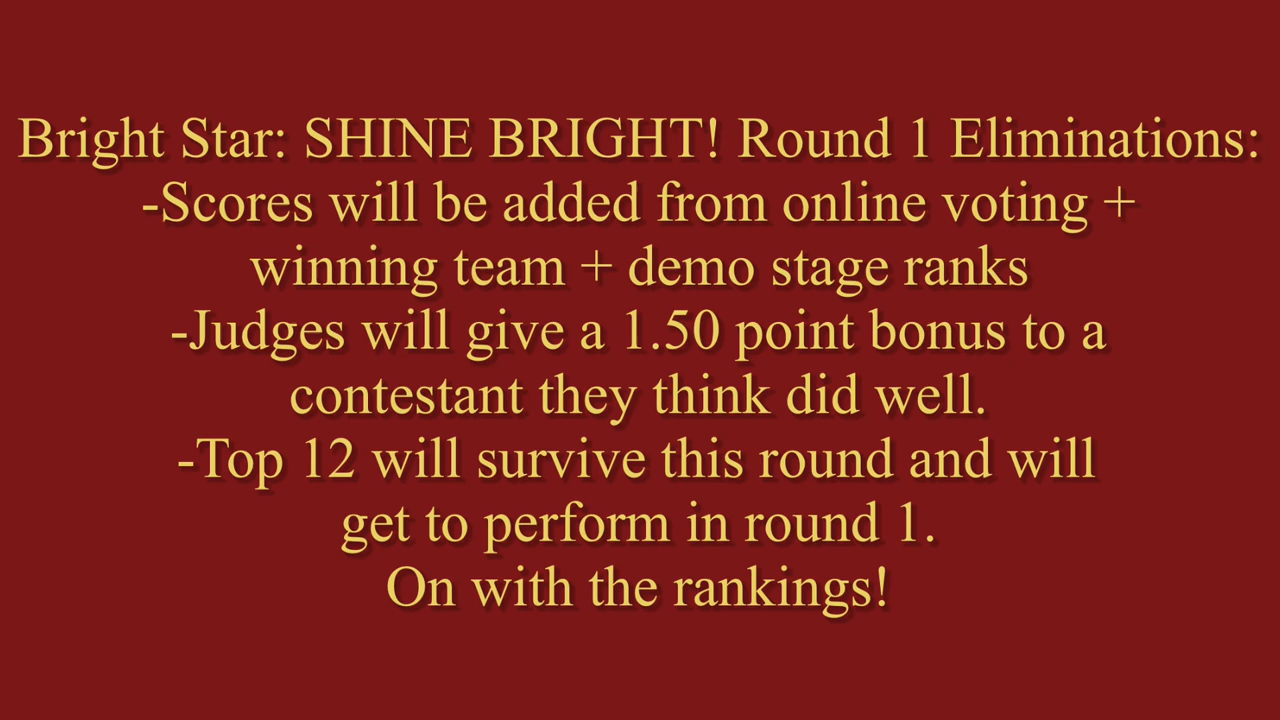 Bright Star: SHINE BRIGHT! Round 1 Eliminations:
-Scores will be added from online voting +
winning team + demo stage ranks
-Judges will give a 1.50 point bonus to a
contestant they think did well.
-Top 12 will survive this round and will
get to perform in round 1.
On with the rankings!